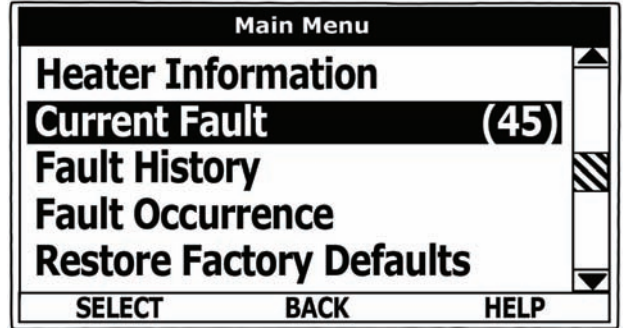 Main Menu
Heater Information
Current Fault (45)
Fault History
Fault Occurrence
Restore Factory Defaults
SELECT BACK HELP